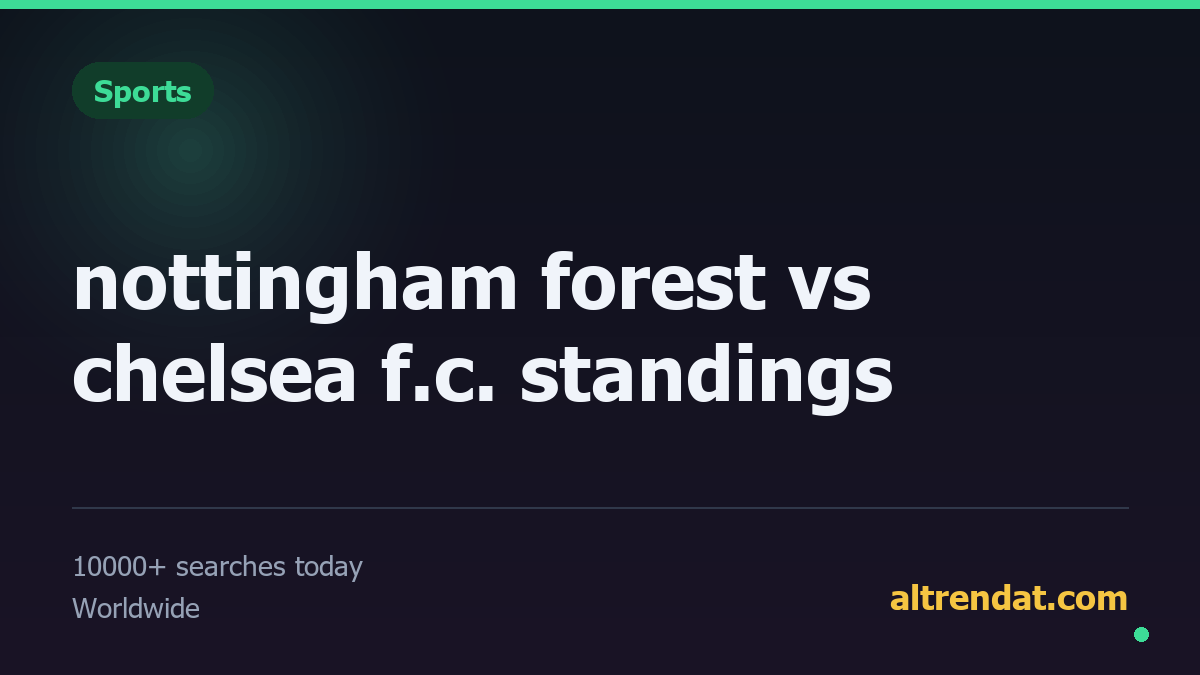 Sports
nottingham forest vs
chelsea f.c. standings
10000+ searches today
Worldwide
altrendat.com